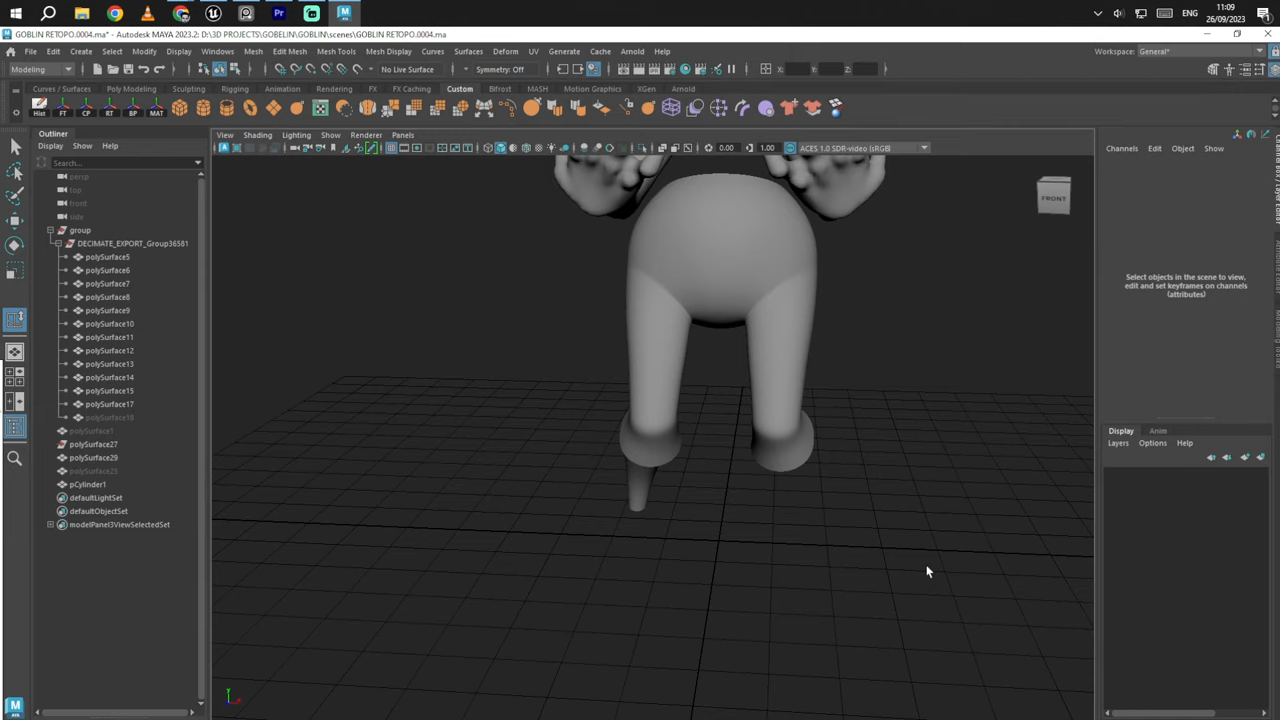 11:09
ENG
26/09/2023
GOBLIN RETOPO.0004.ma* - Autodesk MAYA 2023.2: D:\3D PROJECTS\GOBELIN\GOBLIN\scenes\GOBLIN RETOPO.0004.ma
File Edit Create Select Modify Display Windows Mesh Edit Mesh Mesh Tools Mesh Display Curves Surfaces Deform UV Generate Cache Arnold Help
Workspace: General*
Modeling
No Live Surface
Symmetry: Off
X:
Y:
Z:
Curves / Surfaces Poly Modeling Sculpting Rigging Animation Rendering FX FX Caching Custom Bifrost MASH Motion Graphics XGen Arnold
Hist FT CP RT BP MAT
Outliner
Display Show Help
Search...
persp
top
front
side
group
DECIMATE_EXPORT_Group36581
polySurface5
polySurface6
polySurface7
polySurface8
polySurface9
polySurface10
polySurface11
polySurface12
polySurface13
polySurface14
polySurface15
polySurface17
polySurface18
polySurface1
polySurface27
polySurface29
polySurface25
pCylinder1
defaultLightSet
defaultObjectSet
modelPanel3ViewSelectedSet
View Shading Lighting Show Renderer Panels
0.00
1.00
ACES 1.0 SDR-video (sRGB)
FRONT
Channels Edit Object Show
Select objects in the scene to view,
edit and set keyframes on channels
(attributes)
Display Anim
Layers Options Help